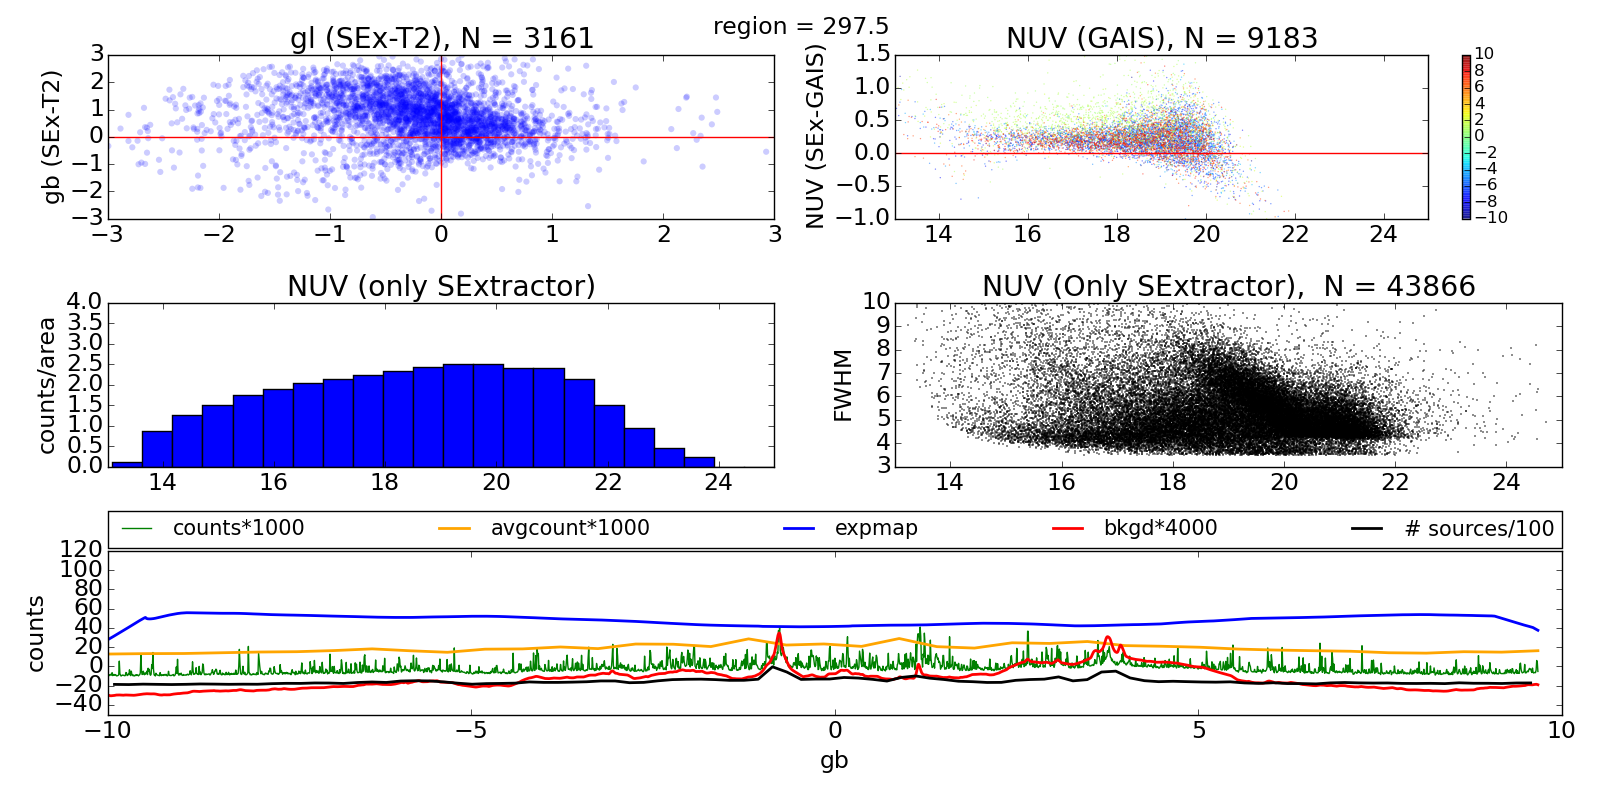 region = 297.5
gl (SEx-T2), N = 3161
gb (SEx-T2)
3
2
1
0
−1
−2
−3
−3 −2 −1 0 1 2 3
NUV (GAIS), N = 9183
NUV (SEx-GAIS)
1.5
1.0
0.5
0.0
−0.5
−1.0
14 16 18 20 22 24
10
8
6
4
2
0
−2
−4
−6
−8
−10
NUV (only SExtractor)
counts/area
4.0
3.5
3.0
2.5
2.0
1.5
1.0
0.5
0.0
14 16 18 20 22 24
NUV (Only SExtractor), N = 43866
FWHM
10
9
8
7
6
5
4
3
14 16 18 20 22 24
counts*1000 avgcount*1000 expmap bkgd*4000 # sources/100
counts
120
100
80
60
40
20
0
−20
−40
−10 −5 0 5 10
gb